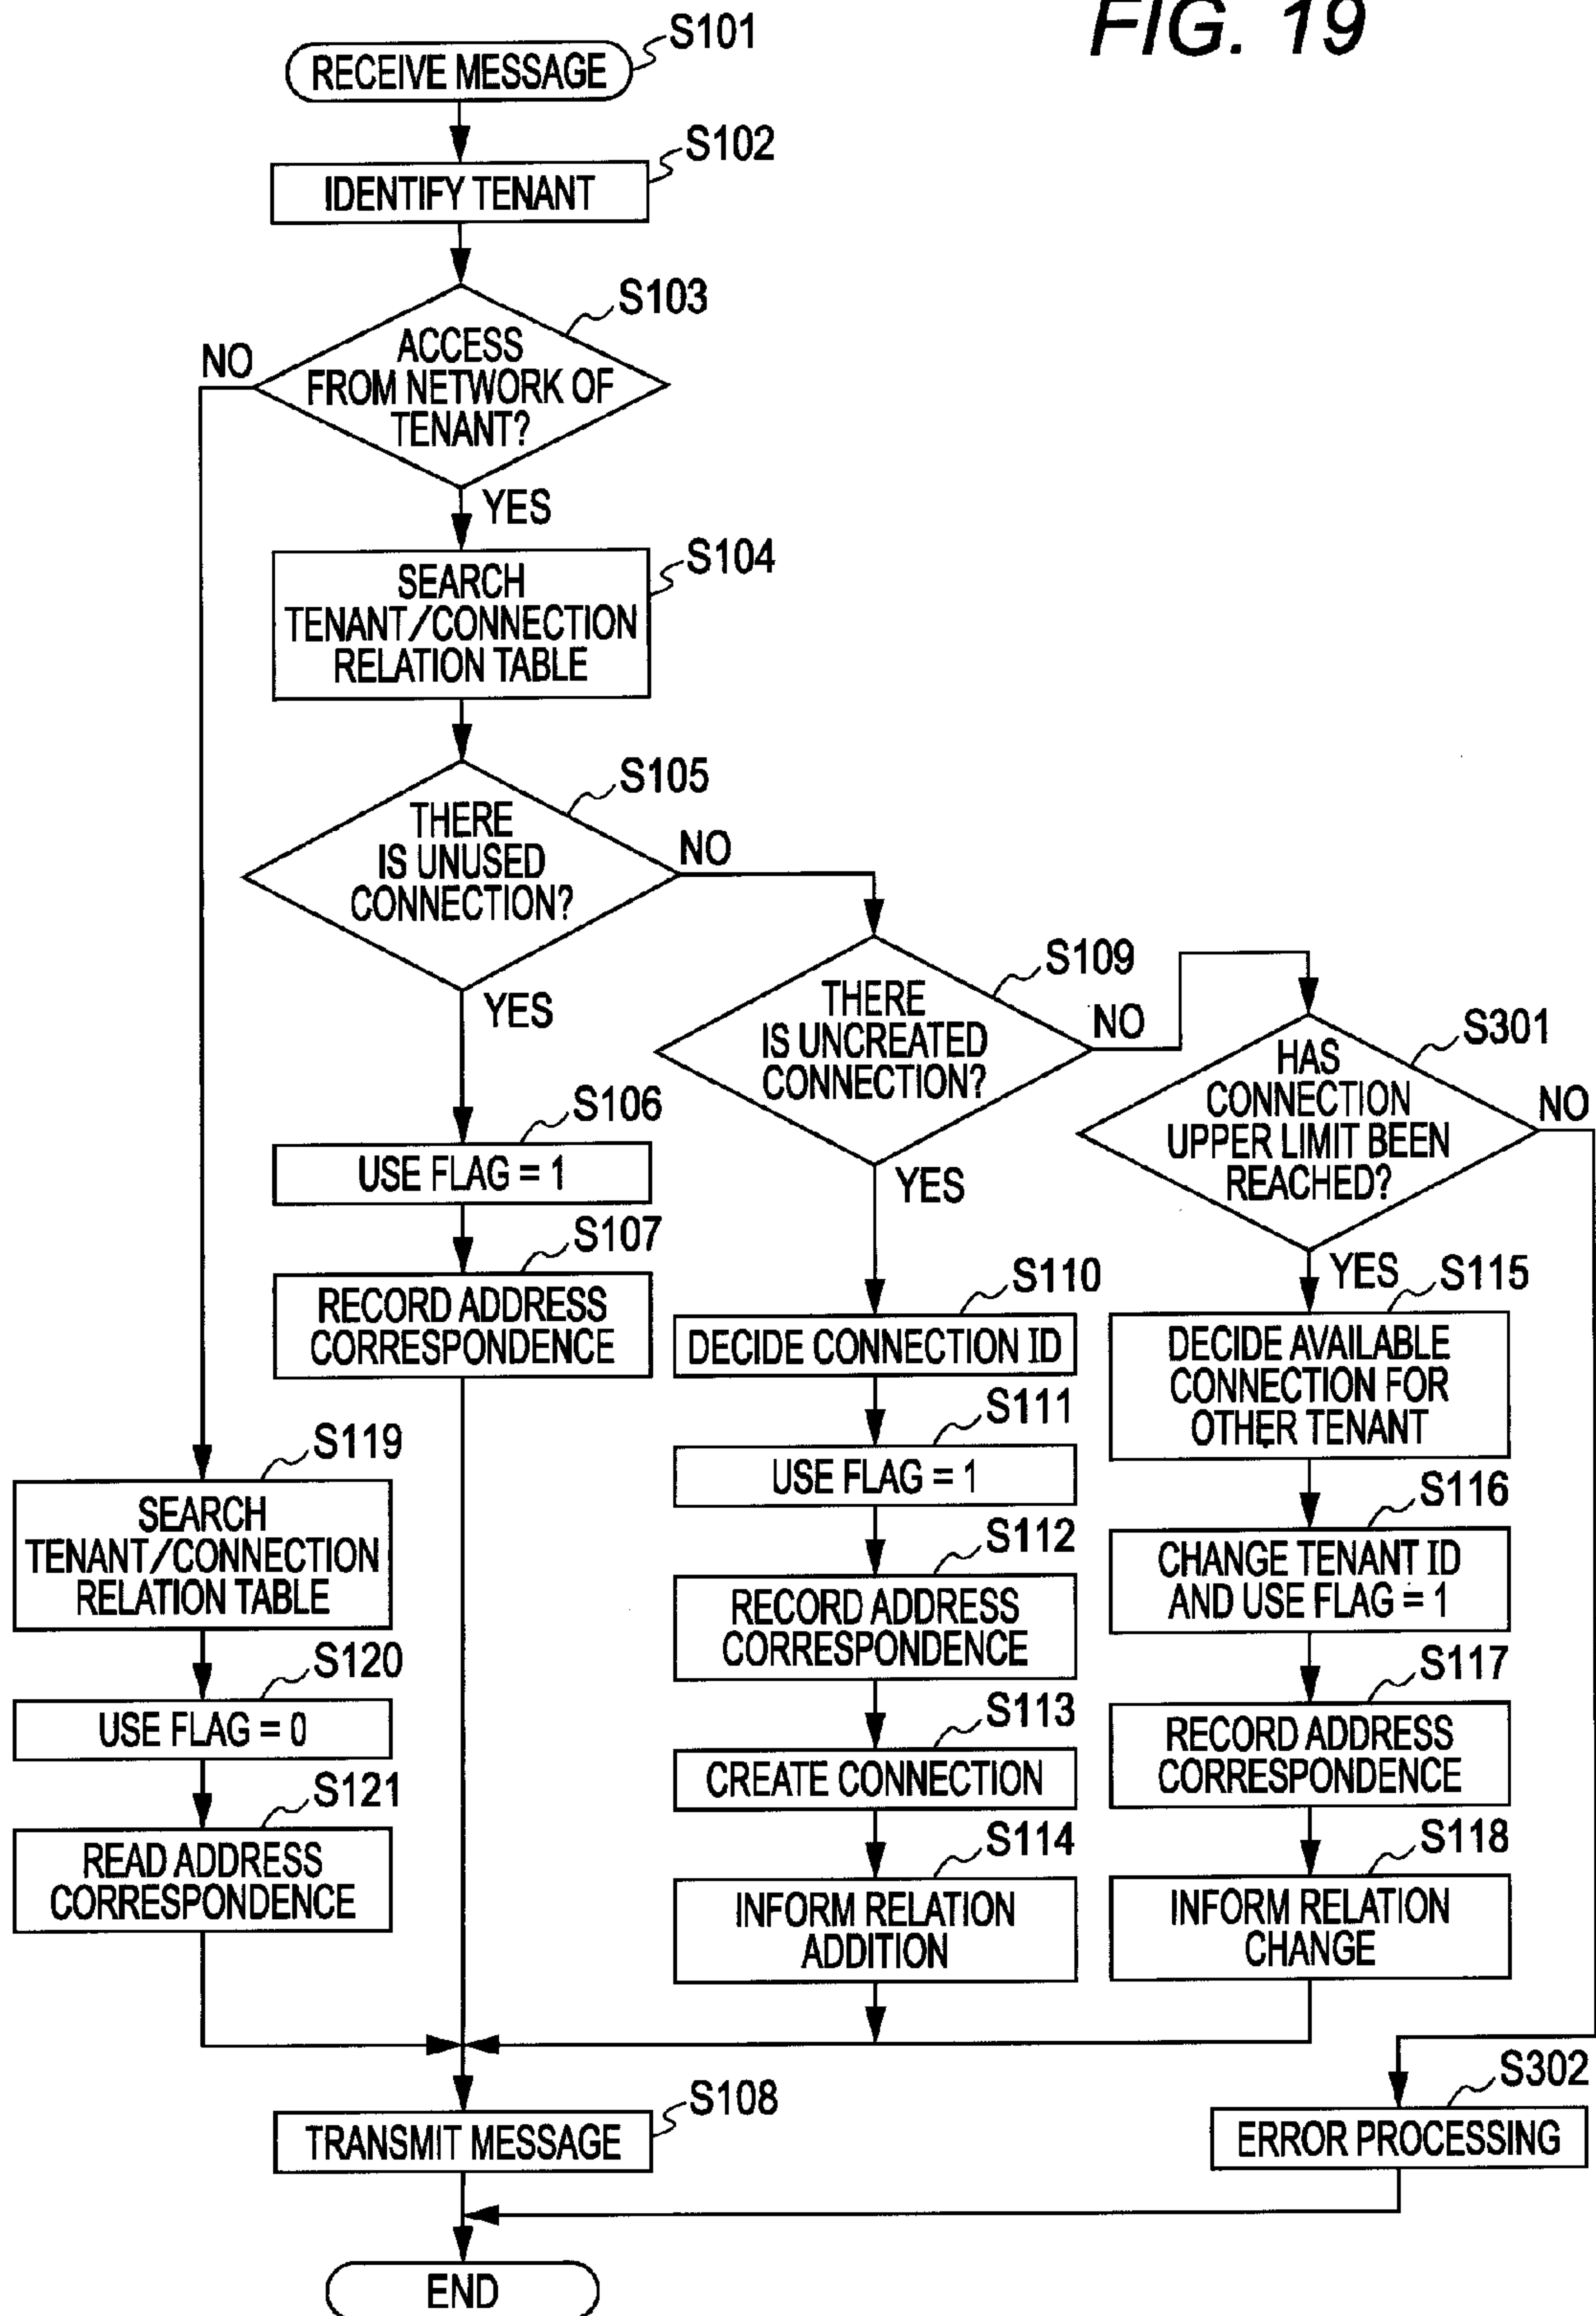 FIG. 19
S101
RECEIVE MESSAGE
S102
IDENTIFY TENANT
S103
ACCESS
FROM NETWORK OF
TENANT?
NO
YES
S104
SEARCH
TENANT/CONNECTION
RELATION TABLE
S105
THERE
IS UNUSED
CONNECTION?
NO
YES
S106
USE FLAG = 1
S107
RECORD ADDRESS
CORRESPONDENCE
S109
THERE
IS UNCREATED
CONNECTION?
NO
YES
S301
HAS
CONNECTION
UPPER LIMIT BEEN
REACHED?
NO
YES
S110
DECIDE CONNECTION ID
S111
USE FLAG = 1
S112
RECORD ADDRESS
CORRESPONDENCE
S113
CREATE CONNECTION
S114
INFORM RELATION
ADDITION
S115
DECIDE AVAILABLE
CONNECTION FOR
OTHER TENANT
S116
CHANGE TENANT ID
AND USE FLAG = 1
S117
RECORD ADDRESS
CORRESPONDENCE
S118
INFORM RELATION
CHANGE
S119
SEARCH
TENANT/CONNECTION
RELATION TABLE
S120
USE FLAG = 0
S121
READ ADDRESS
CORRESPONDENCE
S108
TRANSMIT MESSAGE
S302
ERROR PROCESSING
END